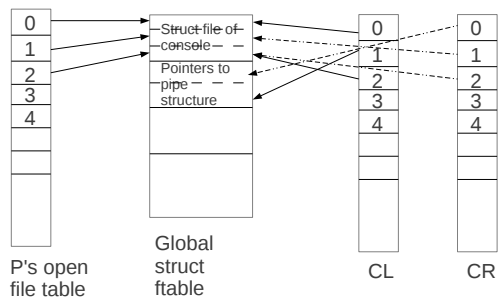 0
1
2
3
4
Struct file of
console
Pointers to
pipe
structure
0
1
2
3
4
0
1
2
3
4
P's open
file table
Global
struct
ftable
CL
CR